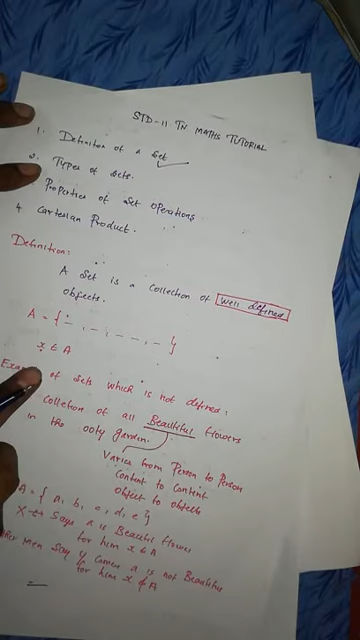 STD-11 TN MATHS TUTORIAL
1. Definition of a Set
2. Types of sets.
Properties of Set Operations
4. Cartesian Product.
Definition:
A Set is a Collection of well defined
objects.
A = { -, -, -, -, -, - }
x ∈ A
of Sets which is not defined:
Collection of all Beautiful flowers
in the ooty garden.
Varies from Person to Person
Content to Content
object to objects
A = { a, b, c, d, e }
Says a is Beautiful flower
for him x ∈ A
Men Say a is not Beautiful
for him x ∉ A